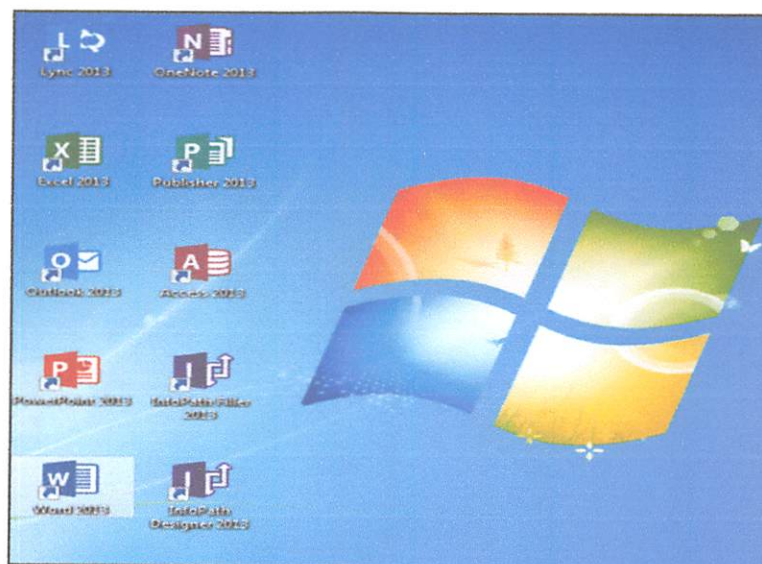 Lync 2013
OneNote 2013
Excel 2013
Publisher 2013
Outlook 2013
Access 2013
PowerPoint 2013
InfoPath Filler
2013
Word 2013
InfoPath
Designer 2013